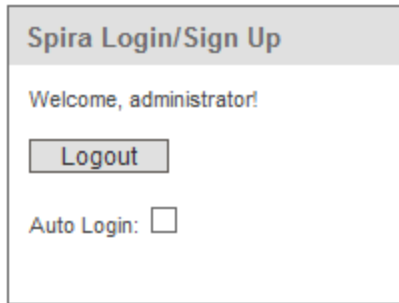 Spira Login/Sign Up
Welcome, administrator!
Logout
Auto Login: